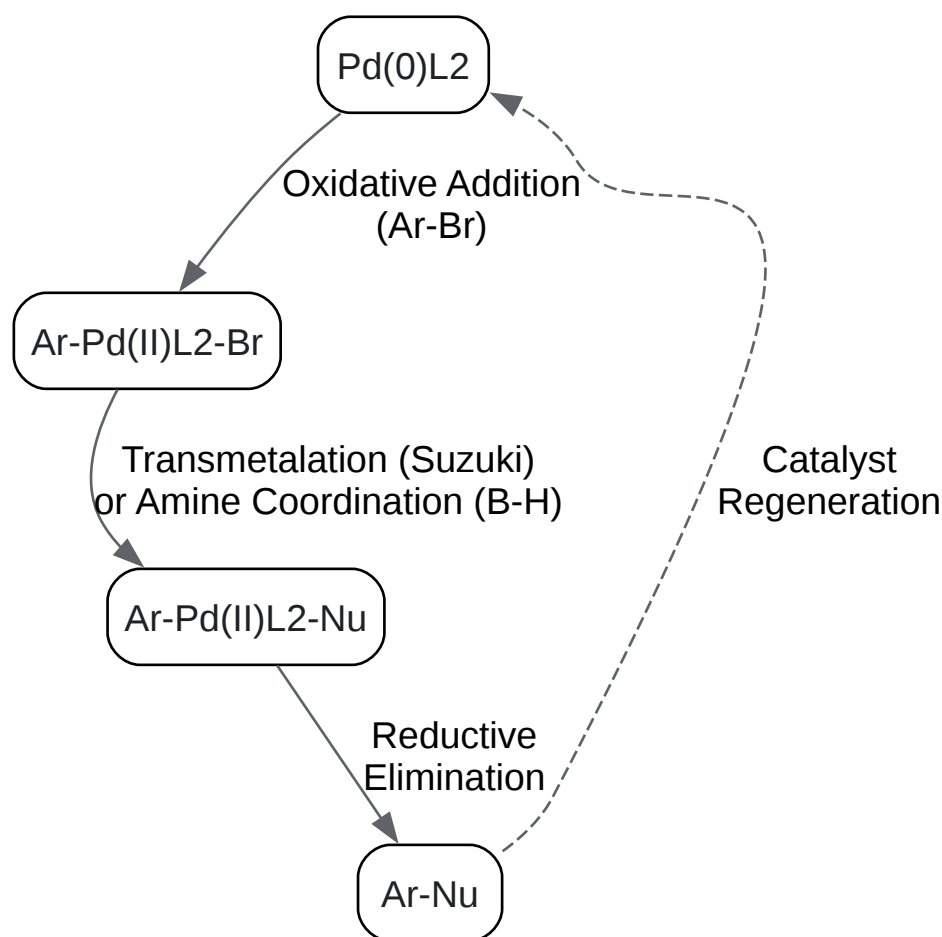 Pd(0)L2
Oxidative Addition
(Ar-Br)
Ar-Pd(II)L2-Br
Transmetalation (Suzuki)
or Amine Coordination (B-H)
Catalyst
Regeneration
Ar-Pd(II)L2-Nu
Reductive
Elimination
Ar-Nu